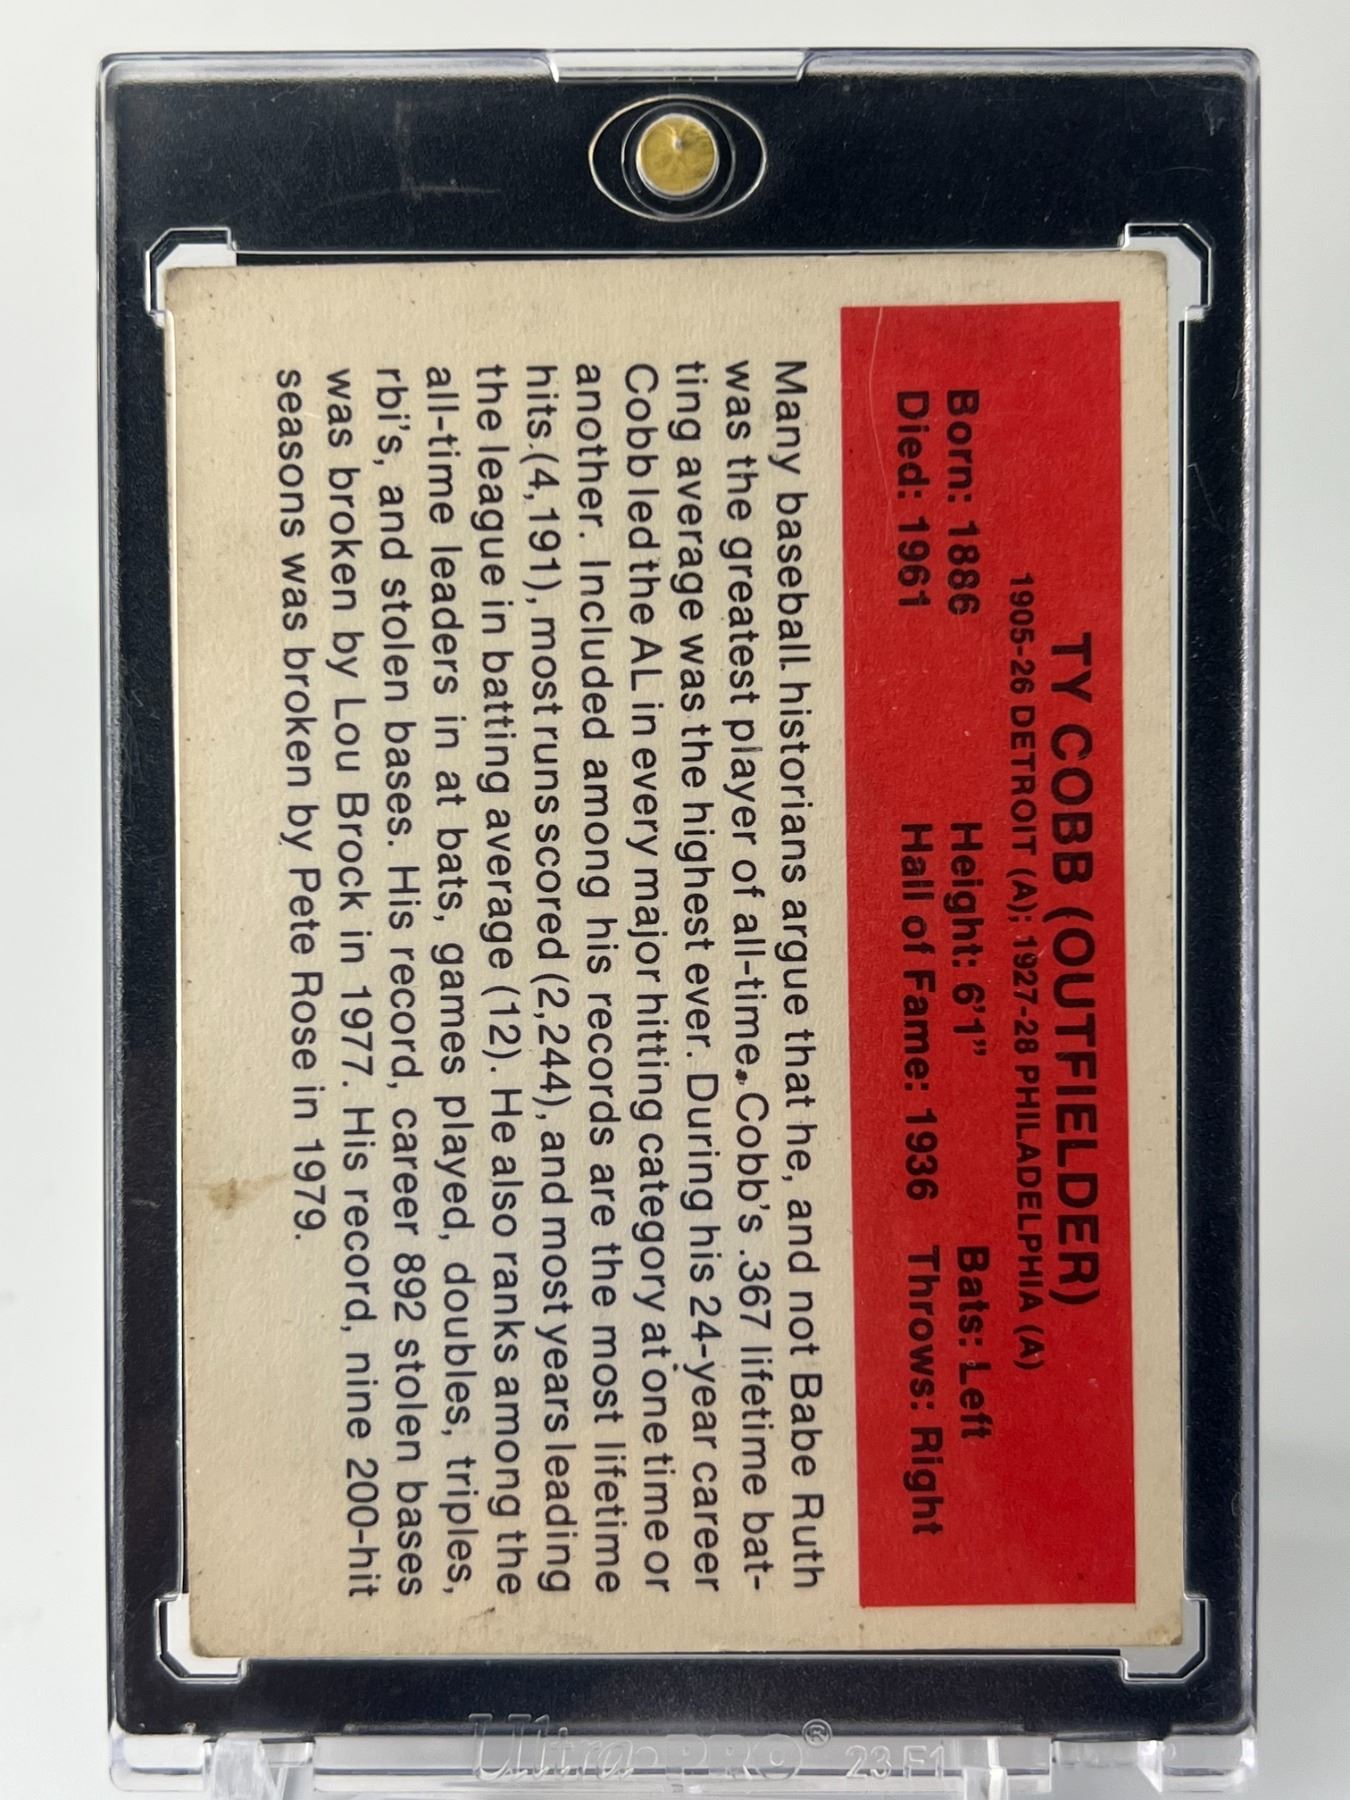 TY COBB (OUTFIELDER)
1905-26 DETROIT (A); 1927-28 PHILADELPHIA (A)
Born: 1886 Height: 6'1" Bats: Left
Died: 1961 Hall of Fame: 1936 Throws: Right
Many baseball historians argue that he, and not Babe Ruth
was the greatest player of all-time. Cobb's .367 lifetime bat-
ting average was the highest ever. During his 24-year career
Cobb led the AL in every major hitting category at one time or
another. Included among his records are the most lifetime
hits (4,191), most runs scored (2,244), and most years leading
the league in batting average (12). He also ranks among the
all-time leaders in at bats, games played, doubles, triples,
rbi's, and stolen bases. His record, career 892 stolen bases
was broken by Lou Brock in 1977. His record, nine 200-hit
seasons was broken by Pete Rose in 1979.
Ultra·PRO® 23F1